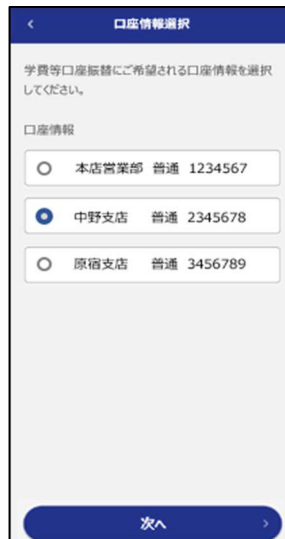 口座情報選択
学費等口座振替にご希望される口座情報を選択
してください。
口座情報
本店営業部 普通 1234567
中野支店 普通 2345678
原宿支店 普通 3456789
次へ